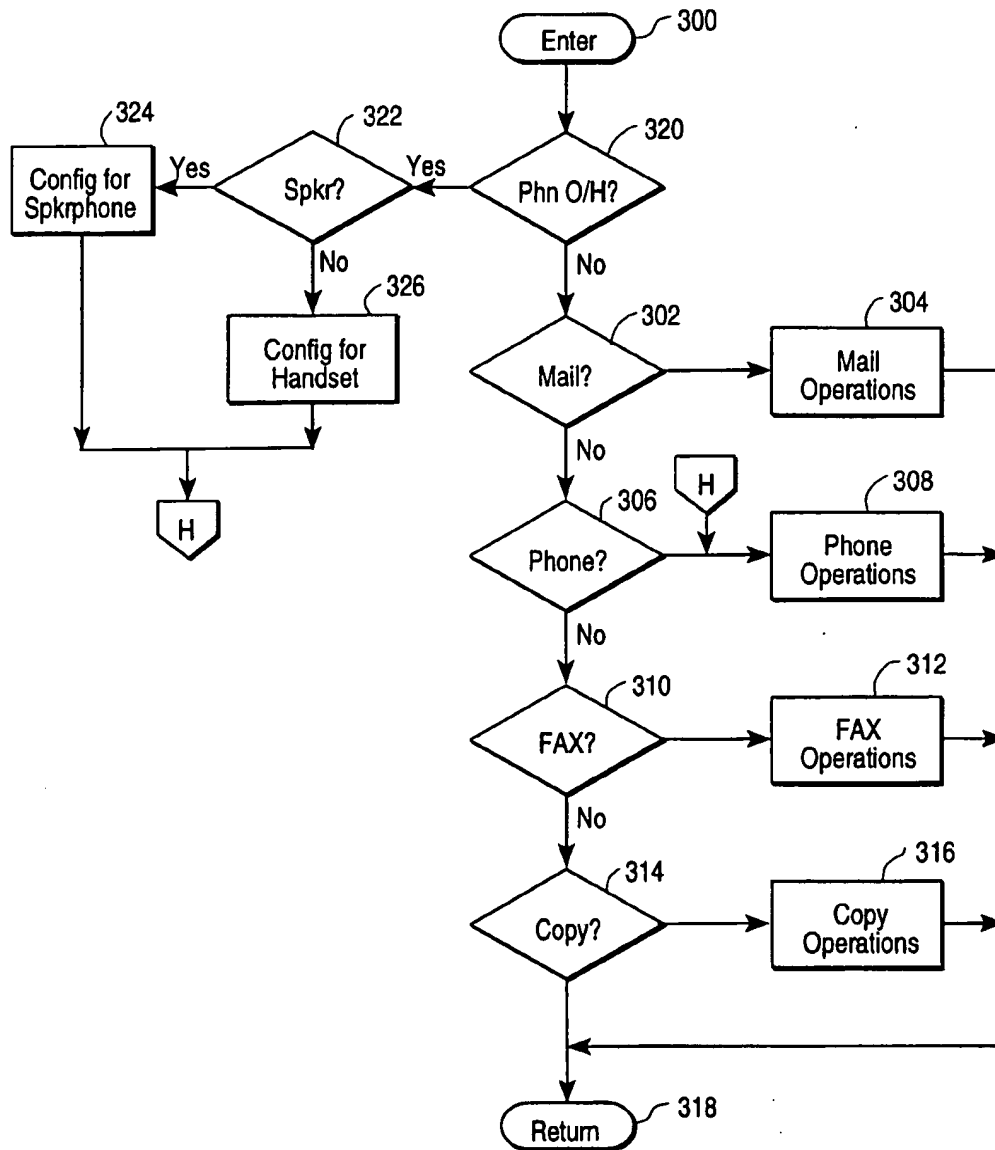 Enter
300
324
322
320
Config for
Spkrphone
Yes
Spkr?
Yes
Phn O/H?
No
No
326
302
304
Config for
Handset
Mail?
Mail
Operations
No
H
306
H
308
Phone?
Phone
Operations
No
310
312
FAX?
FAX
Operations
No
314
316
Copy?
Copy
Operations
Return
318